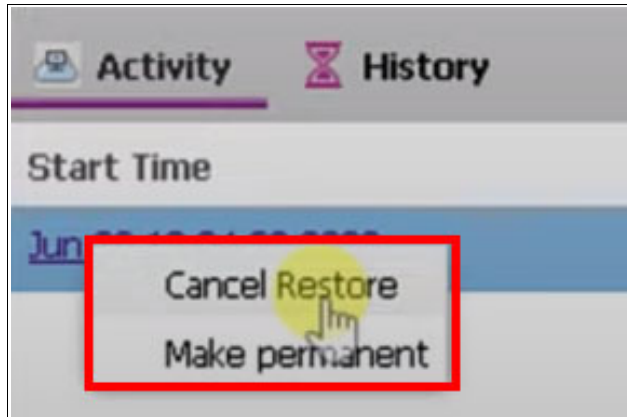 Activity
History
Start Time
Jun
Cancel Restore
Make permanent